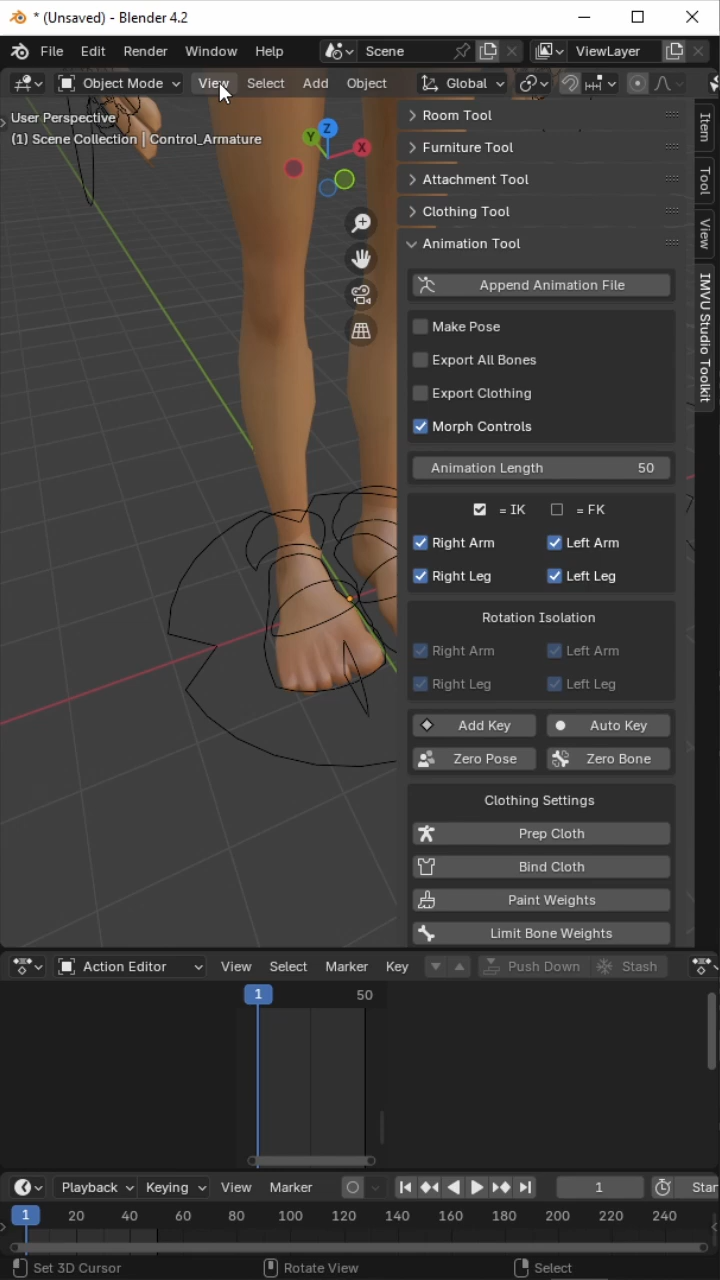 * (Unsaved) - Blender 4.2
File Edit Render Window Help Scene ViewLayer
Object Mode View Select Add Object Global
User Perspective
(1) Scene Collection | Control_Armature
Z
Y
X
Room Tool
Furniture Tool
Attachment Tool
Clothing Tool
Animation Tool
Append Animation File
Make Pose
Export All Bones
Export Clothing
Morph Controls
Animation Length 50
= IK = FK
Right Arm Left Arm
Right Leg Left Leg
Rotation Isolation
Right Arm Left Arm
Right Leg Left Leg
Add Key Auto Key
Zero Pose Zero Bone
Clothing Settings
Prep Cloth
Bind Cloth
Paint Weights
Limit Bone Weights
Item
Tool
View
IMVU Studio Toolkit
Action Editor View Select Marker Key Push Down Stash
1 50
Playback Keying View Marker 1 Star
1 20 40 60 80 100 120 140 160 180 200 220 240
Set 3D Cursor Rotate View Select